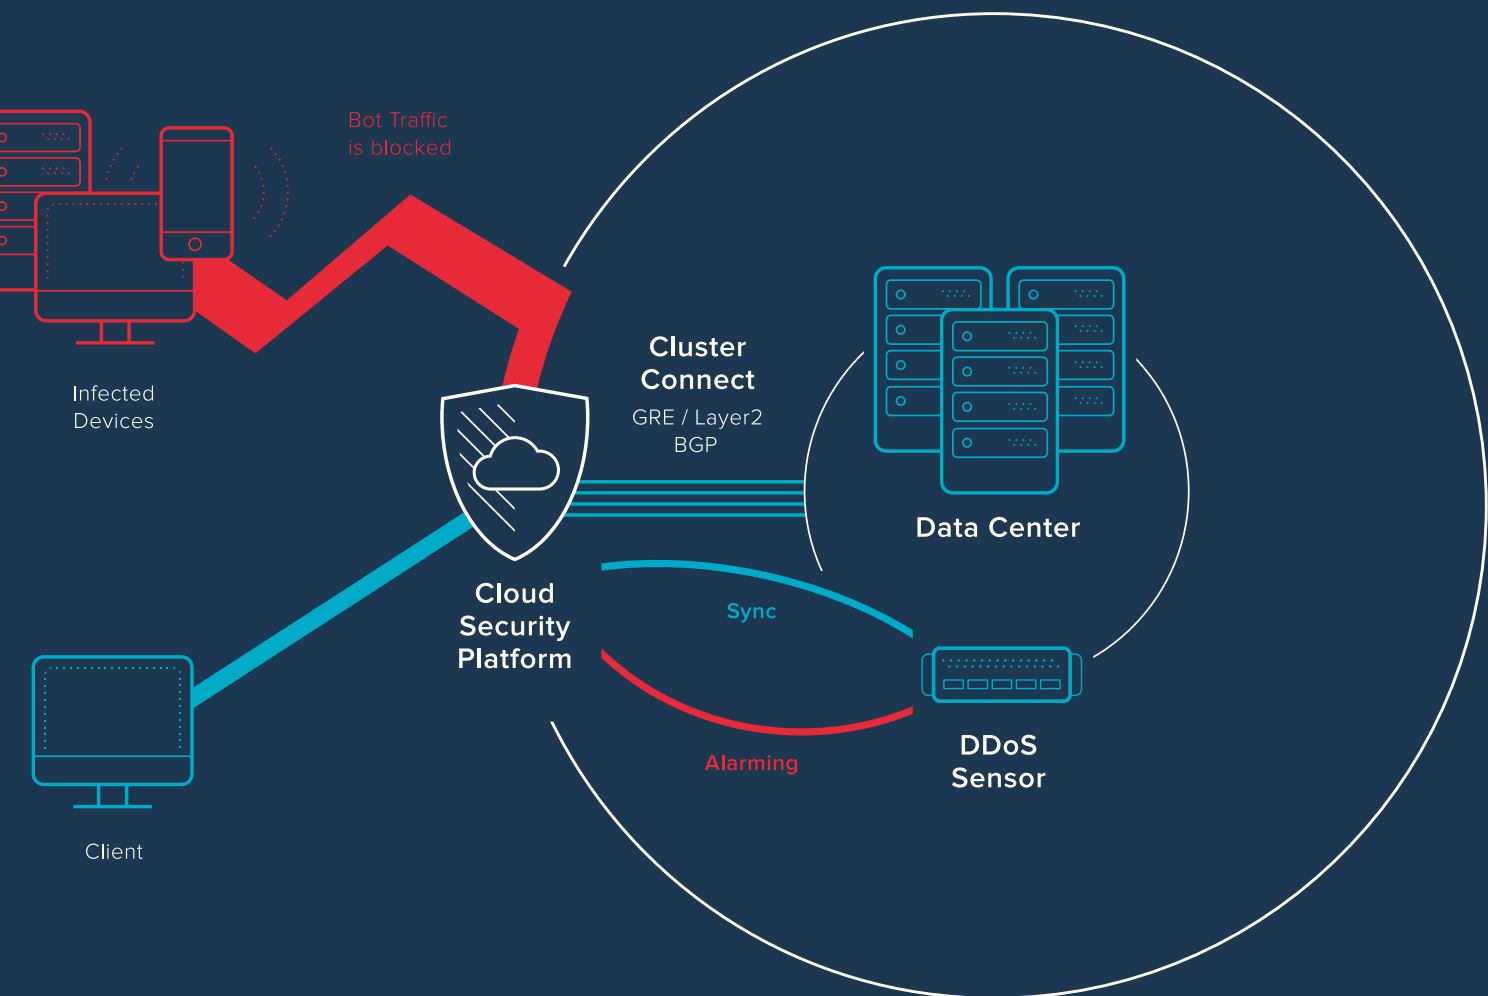 Bot Traffic
is blocked
Infected
Devices
Cluster
Connect
GRE / Layer2
BGP
Data Center
Cloud
Security
Platform
Sync
Alarming
DDoS
Sensor
Client